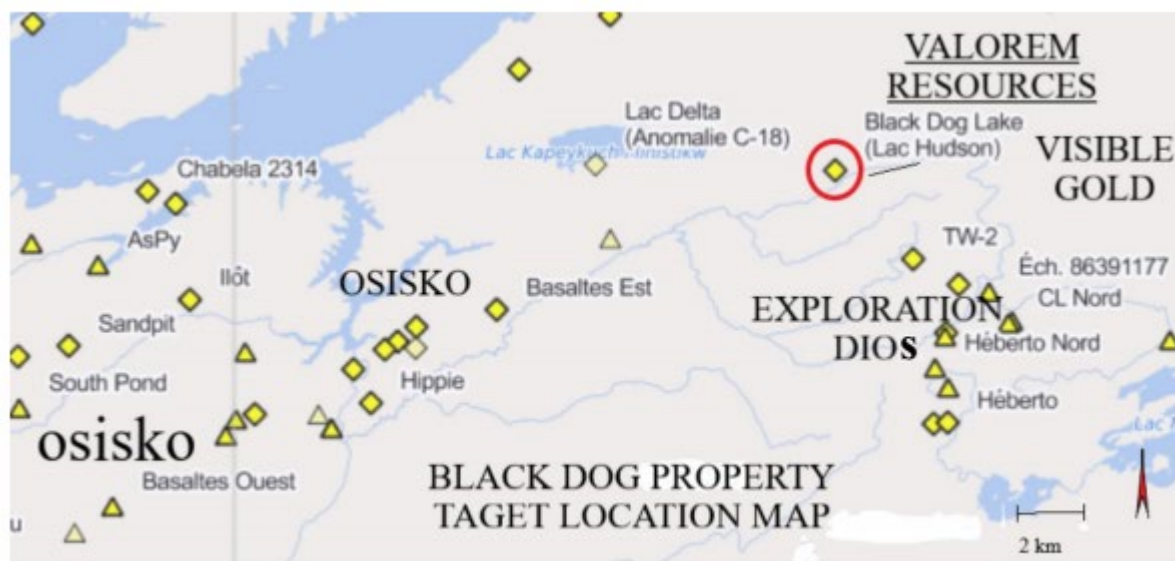 VALOREM
RESOURCES
Lac Delta
(Anomalie C-18)
Black Dog Lake
(Lac Hudson)
VISIBLE
GOLD
Chabela 2314
AsPy
TW-2
Îlôt
OSISKO
Basaltes Est
Éch. 86391177
CL Nord
EXPLORATION
DIOS
Sandpit
Héberto Nord
South Pond
Hippie
Héberto
osisko
Basaltes Ouest
BLACK DOG PROPERTY
TAGET LOCATION MAP
u
2 km